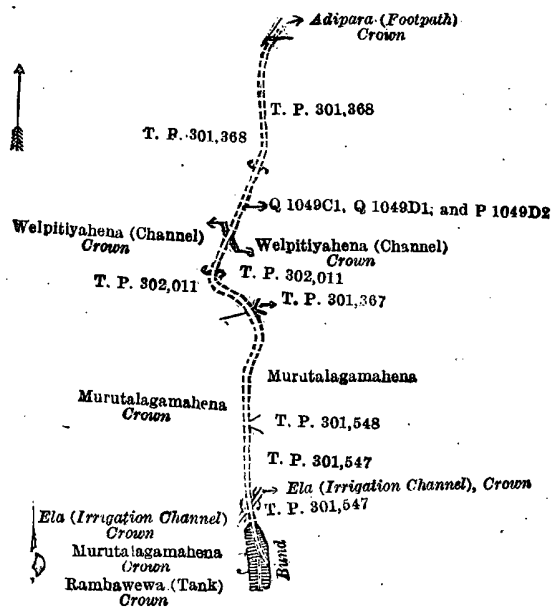 Adipara (Footpath)
Crown
T. P. 301,368
T. P. 301,368
Q 1049C1, Q 1049D1, and P 1049D2
Welpitiyahena (Channel)
Crown
Welpitiyahena (Channel)
Crown
T. P. 302,011
T. P. 302,011
T. P. 301,367
Murutalagamahena
Murutalagamahena
Crown
T. P. 301,548
T. P. 301,547
Ela (Irrigation Channel), Crown
T. P. 301,547
Ela (Irrigation Channel)
Crown
Murutalagamahena
Crown
Rambawewa (Tank)
Crown
Bund